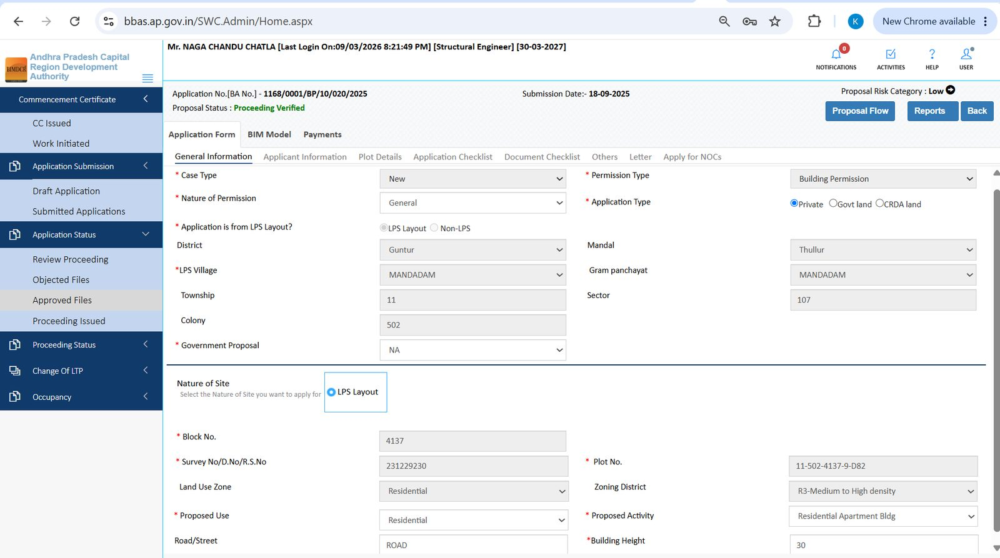 bbas.ap.gov.in/SWC.Admin/Home.aspx
K
New Chrome available
BIMDCR
Andhra Pradesh Capital
Region Development
Authority
Mr. NAGA CHANDU CHATLA [Last Login On:09/03/2026 8:21:49 PM] [Structural Engineer] [30-03-2027]
0
NOTIFICATIONS
ACTIVITIES
HELP
USER
Commencement Certificate
CC Issued
Work Initiated
Application Submission
Draft Application
Submitted Applications
Application Status
Review Proceeding
Objected Files
Approved Files
Proceeding Issued
Proceeding Status
Change Of LTP
Occupancy
Application No.[BA No.] - 1168/0001/BP/10/020/2025
Submission Date:- 18-09-2025
Proposal Risk Category : Low
Proposal Status : Proceeding Verified
Proposal Flow
Reports
Back
Application Form
BIM Model
Payments
General Information
Applicant Information
Plot Details
Application Checklist
Document Checklist
Others
Letter
Apply for NOCs
* Case Type
New
* Permission Type
Building Permission
* Nature of Permission
General
* Application Type
Private
Govt land
CRDA land
* Application is from LPS Layout?
LPS Layout
Non-LPS
District
Guntur
Mandal
Thullur
*LPS Village
MANDADAM
Gram panchayat
MANDADAM
Township
11
Sector
107
Colony
502
* Government Proposal
NA
Nature of Site
Select the Nature of Site you want to apply for
LPS Layout
* Block No.
4137
* Survey No/D.No/R.S.No
231229230
* Plot No.
11-502-4137-9-D82
Land Use Zone
Residential
Zoning District
R3-Medium to High density
* Proposed Use
Residential
* Proposed Activity
Residential Apartment Bldg
Road/Street
ROAD
*Building Height
30